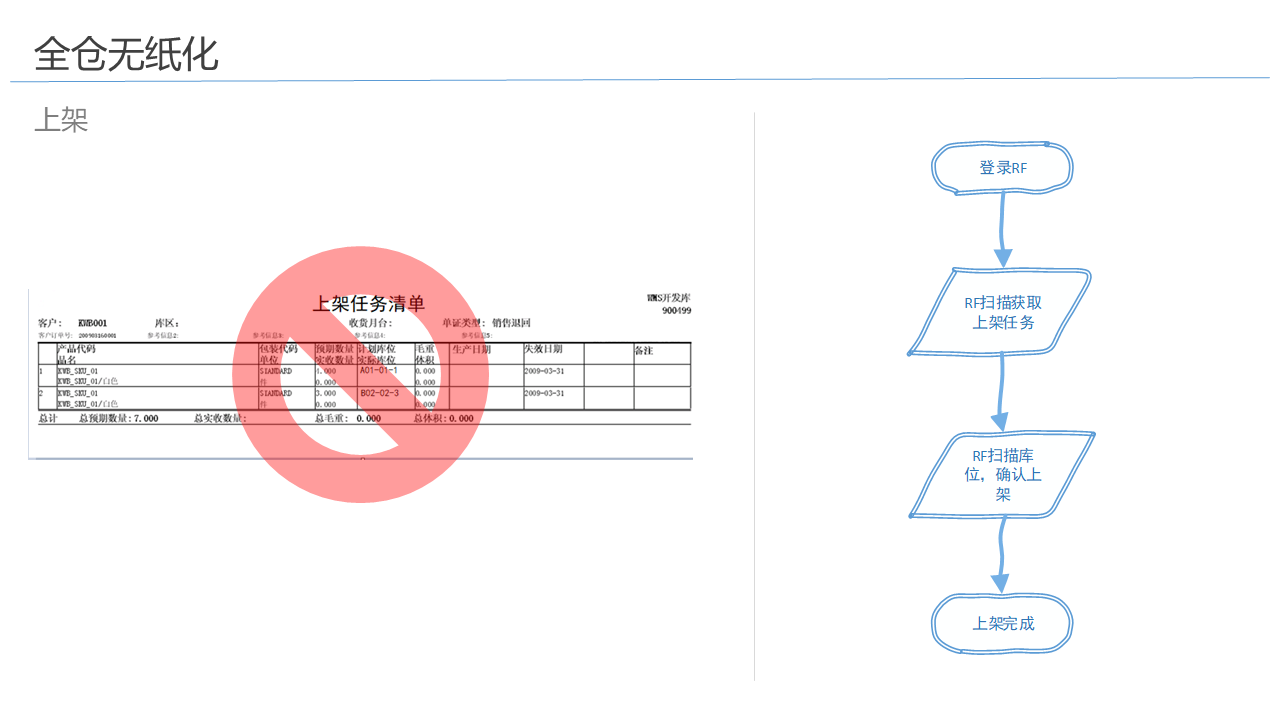 全仓无纸化
上架
上架任务清单
WMS开发库
900499
客户： KWB001 库区： 收货月台： 单证类型： 销售退回
客户订单号: 参考信息2: 参考信息3: 参考信息4: 参考信息5:
产品代码 包装代码 预期数量 计划库位 毛重 生产日期 失效日期 备注
品名 单位 实收数量 实际库位 体积
1 KWB_SKU_01 STANDARD 4.000 A01-01-1 0.000 2009-03-31
KWB_SKU_01/白色 件 0.000 0.000
2 KWB_SKU_01 STANDARD 3.000 B02-02-3 0.000 2009-03-31
KWB_SKU_01/白色 件 0.000 0.000
总计 总预期数量: 7.000 总实收数量: 总毛重: 0.000 总体积: 0.000
登录RF
RF扫描获取
上架任务
RF扫描库
位，确认上
架
上架完成